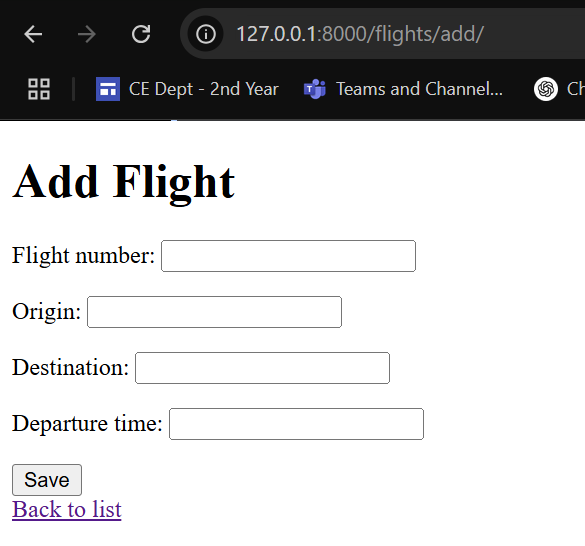 127.0.0.1:8000/flights/add/
CE Dept - 2nd Year Teams and Channel... Ch
Add Flight
Flight number:
Origin:
Destination:
Departure time:
Save
Back to list